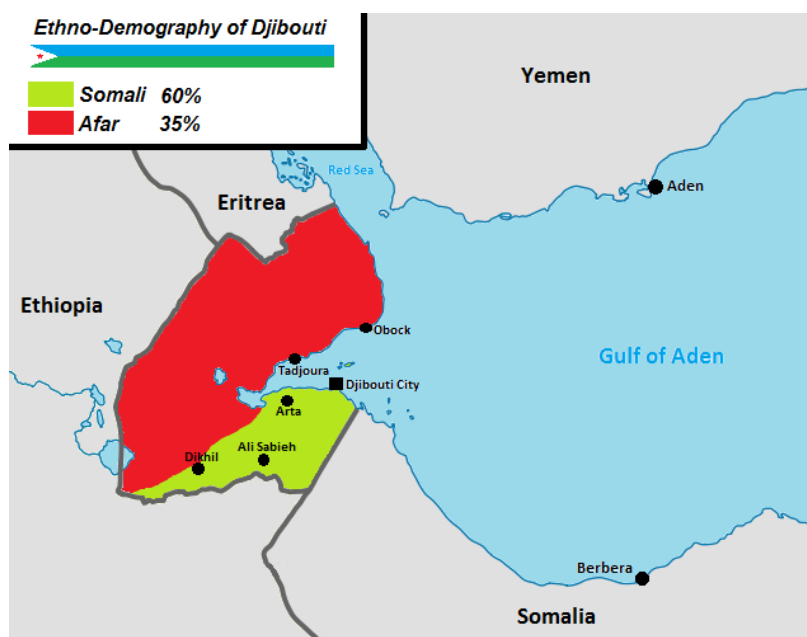 Ethno-Demography of Djibouti
Somali 60%
Afar 35%
Yemen
Red Sea
Aden
Eritrea
Ethiopia
Obock
Gulf of Aden
Tadjoura
Djibouti City
Arta
Ali Sabieh
Dikhil
Berbera
Somalia